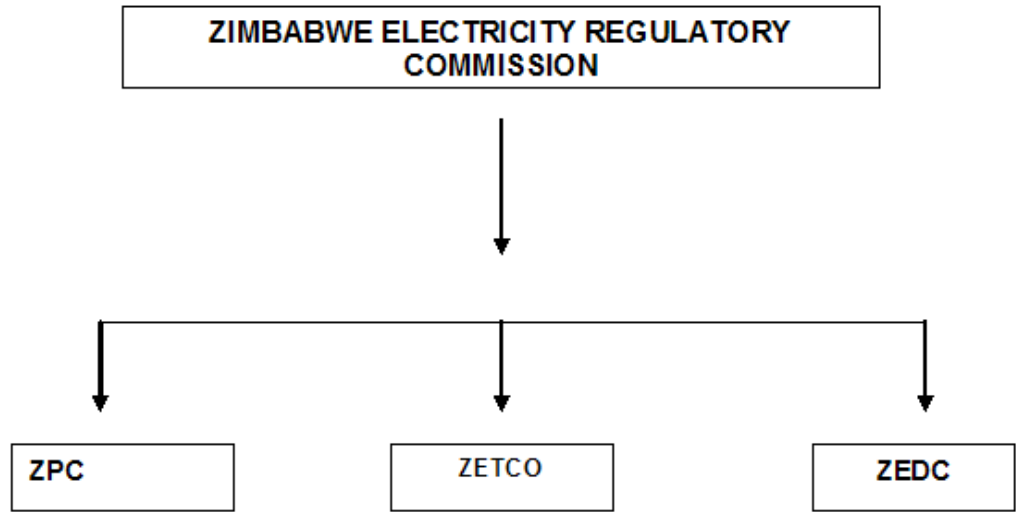 ZIMBABWE ELECTRICITY REGULATORY
COMMISSION
ZPC
ZETCO
ZEDC